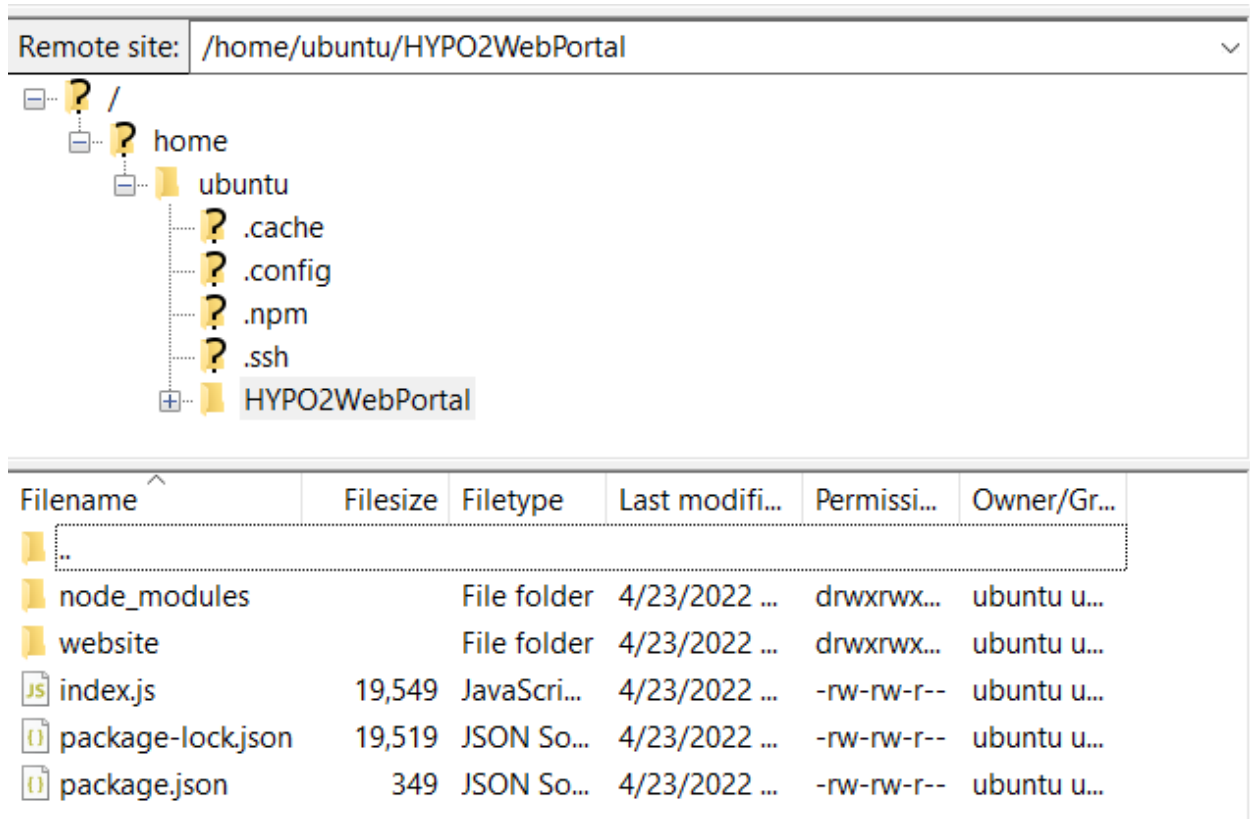 Remote site: /home/ubuntu/HYPO2WebPortal
/
home
ubuntu
.cache
.config
.npm
.ssh
HYPO2WebPortal
Filename Filesize Filetype Last modifi... Permissi... Owner/Gr...
..
node_modules File folder 4/23/2022 ... drwxrwx... ubuntu u...
website File folder 4/23/2022 ... drwxrwx... ubuntu u...
index.js 19,549 JavaScri... 4/23/2022 ... -rw-rw-r-- ubuntu u...
package-lock.json 19,519 JSON So... 4/23/2022 ... -rw-rw-r-- ubuntu u...
package.json 349 JSON So... 4/23/2022 ... -rw-rw-r-- ubuntu u...